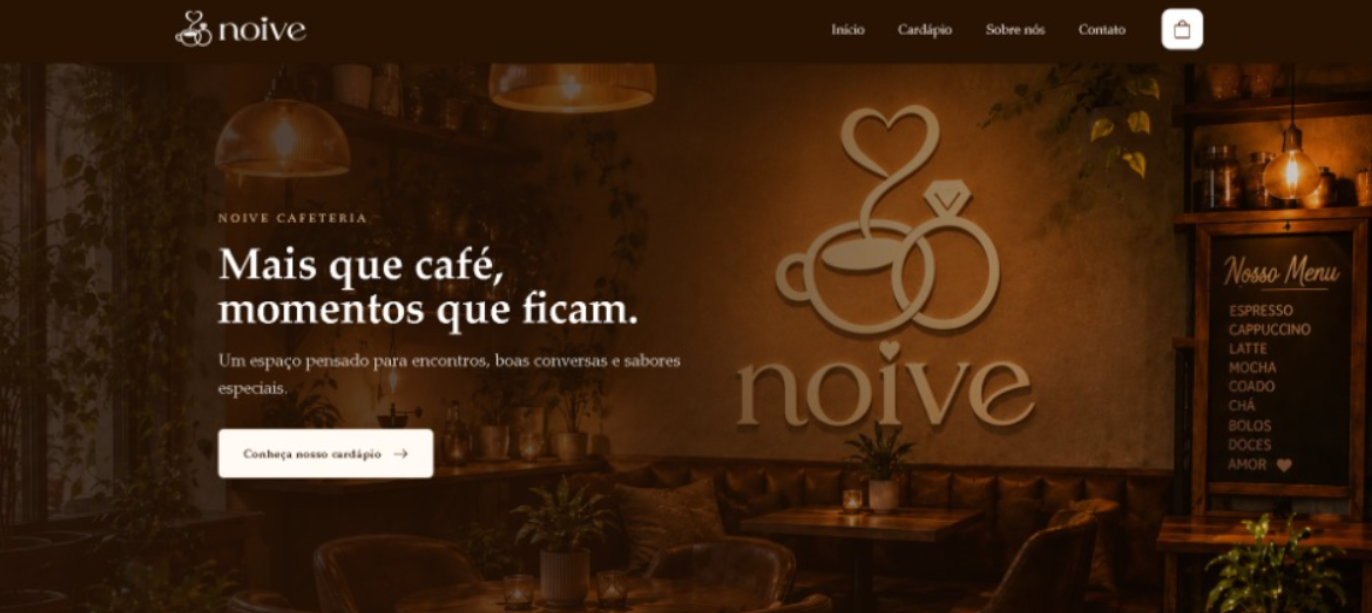 noive
Início
Cardápio
Sobre nós
Contato
NOIVE CAFETERIA
Mais que café,
momentos que ficam.
Um espaço pensado para encontros, boas conversas e sabores
especiais.
Conheça nosso cardápio →
noive
Nosso Menu
ESPRESSO
CAPPUCCINO
LATTE
MOCHA
COADO
CHÁ
BOLOS
DOCES
AMOR ♥